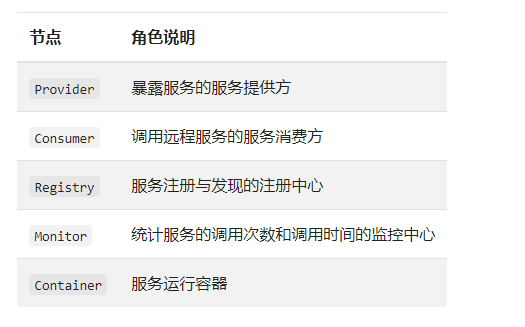 节点 角色说明
Provider 暴露服务的服务提供方
Consumer 调用远程服务的服务消费方
Registry 服务注册与发现的注册中心
Monitor 统计服务的调用次数和调用时间的监控中心
Container 服务运行容器